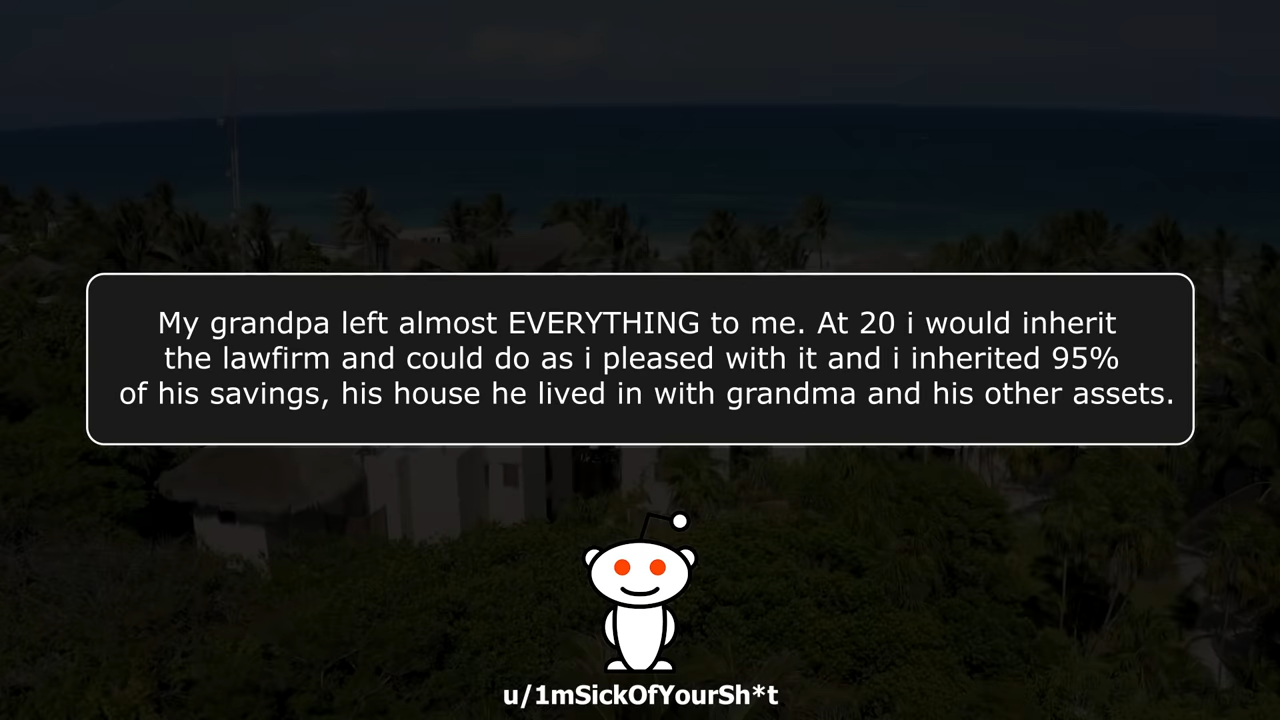 My grandpa left almost EVERYTHING to me. At 20 i would inherit
the lawfirm and could do as i pleased with it and i inherited 95%
of his savings, his house he lived in with grandma and his other assets.
u/1mSickOfYourSh*t